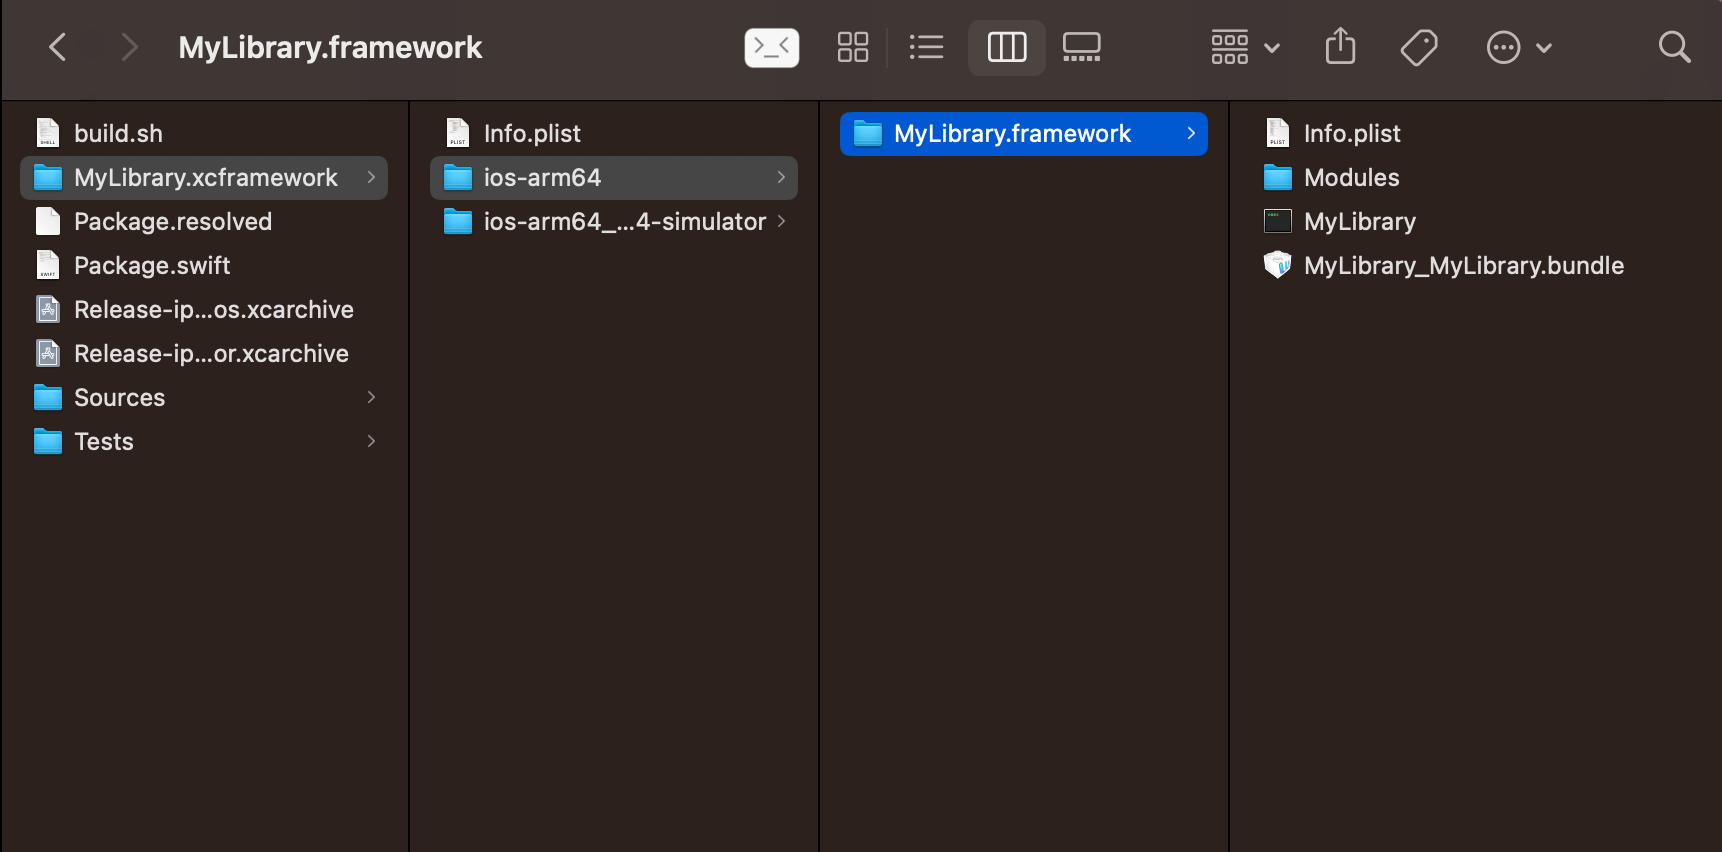 MyLibrary.framework
build.sh
MyLibrary.xcframework
Package.resolved
Package.swift
Release-ip...os.xcarchive
Release-ip...or.xcarchive
Sources
Tests
Info.plist
ios-arm64
ios-arm64_...4-simulator
MyLibrary.framework
Info.plist
Modules
MyLibrary
MyLibrary_MyLibrary.bundle